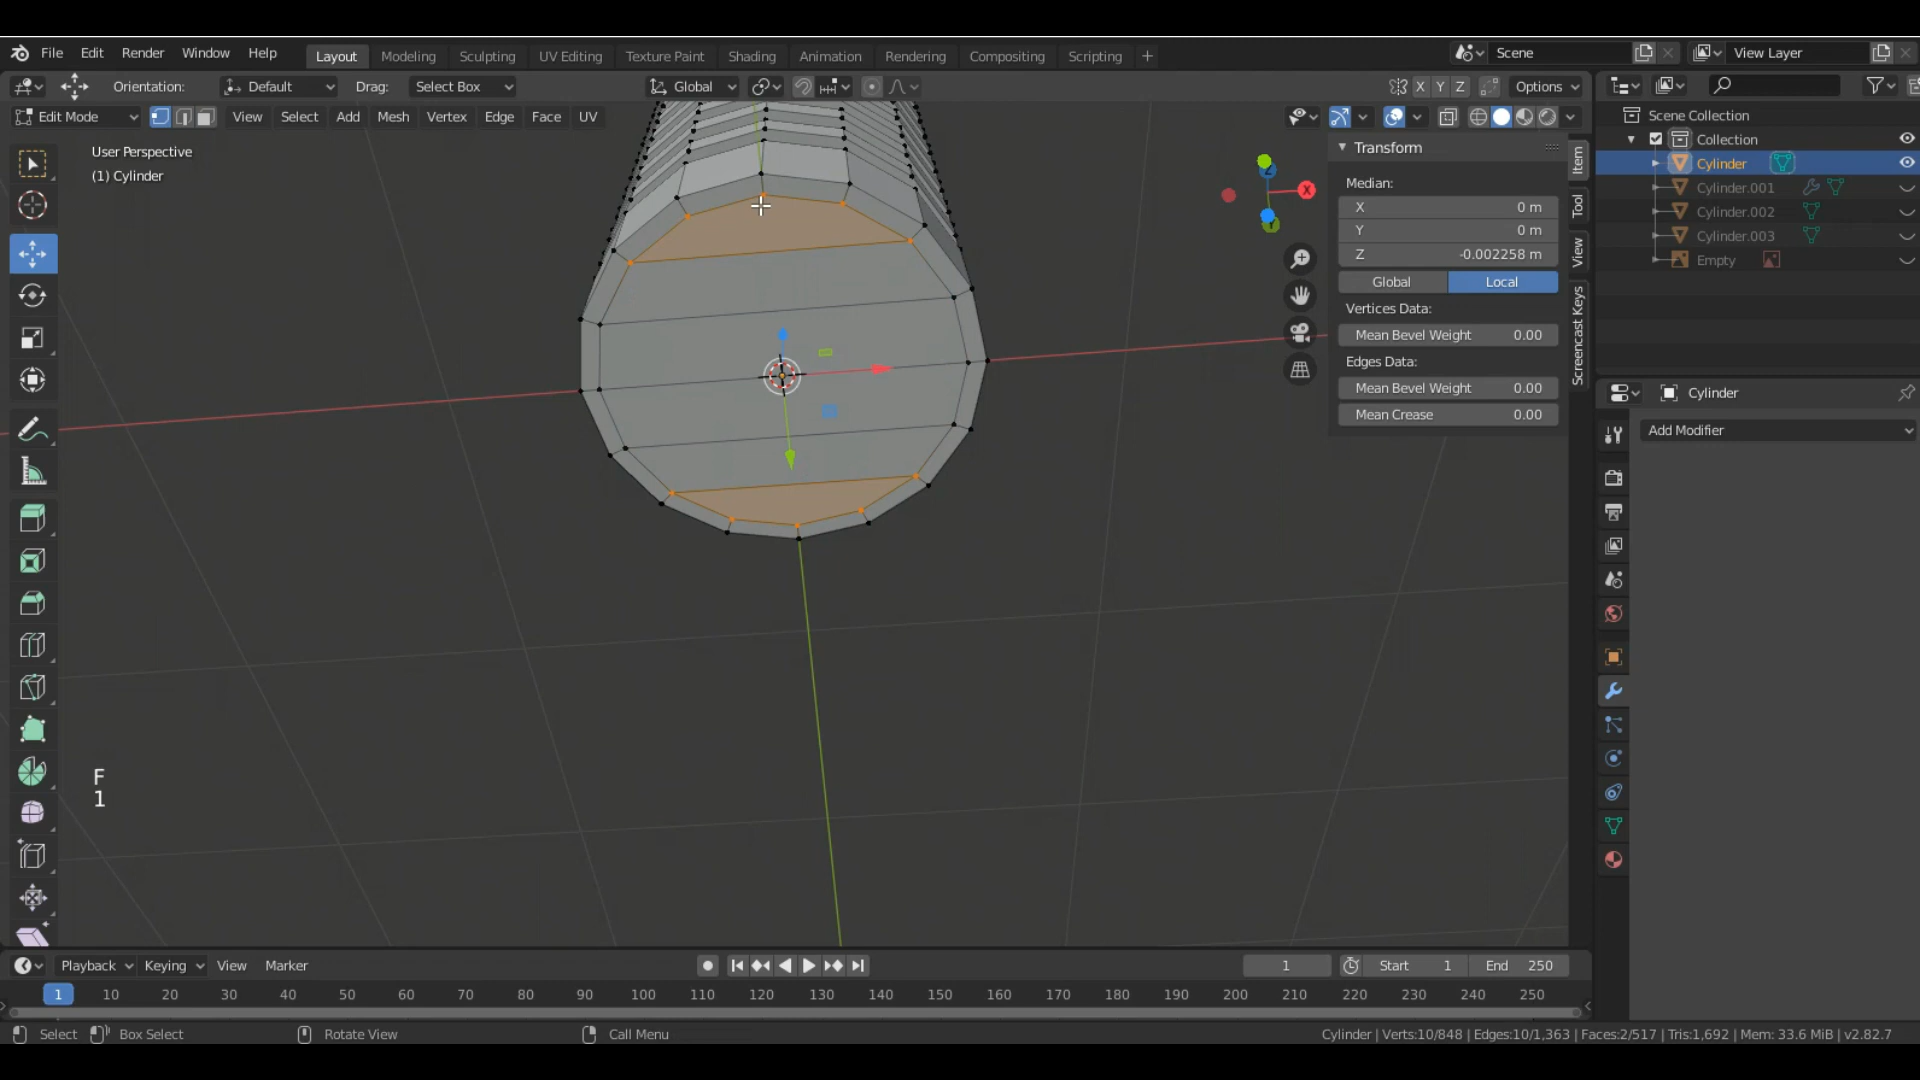 File Edit Render Window Help Layout Modeling Sculpting UV Editing Texture Paint Shading Animation Rendering Compositing Scripting + Scene View Layer
Orientation: Default Drag: Select Box Global X Y Z Options
Edit Mode View Select Add Mesh Vertex Edge Face UV
User Perspective
(1) Cylinder
Transform
Median:
X 0 m
Y 0 m
Z -0.002258 m
Global Local
Vertices Data:
Mean Bevel Weight 0.00
Edges Data:
Mean Bevel Weight 0.00
Mean Crease 0.00
Item
Tool
View
Screencast Keys
X
Z
Y
Scene Collection
Collection
Cylinder
Cylinder.001
Cylinder.002
Cylinder.003
Empty
Cylinder
Add Modifier
F
1
Playback Keying View Marker 1 Start 1 End 250
1 10 20 30 40 50 60 70 80 90 100 110 120 130 140 150 160 170 180 190 200 210 220 230 240 250
Select Box Select Rotate View Call Menu Cylinder | Verts:10/848 | Edges:10/1,363 | Faces:2/517 | Tris:1,692 | Mem: 33.6 MiB | v2.82.7